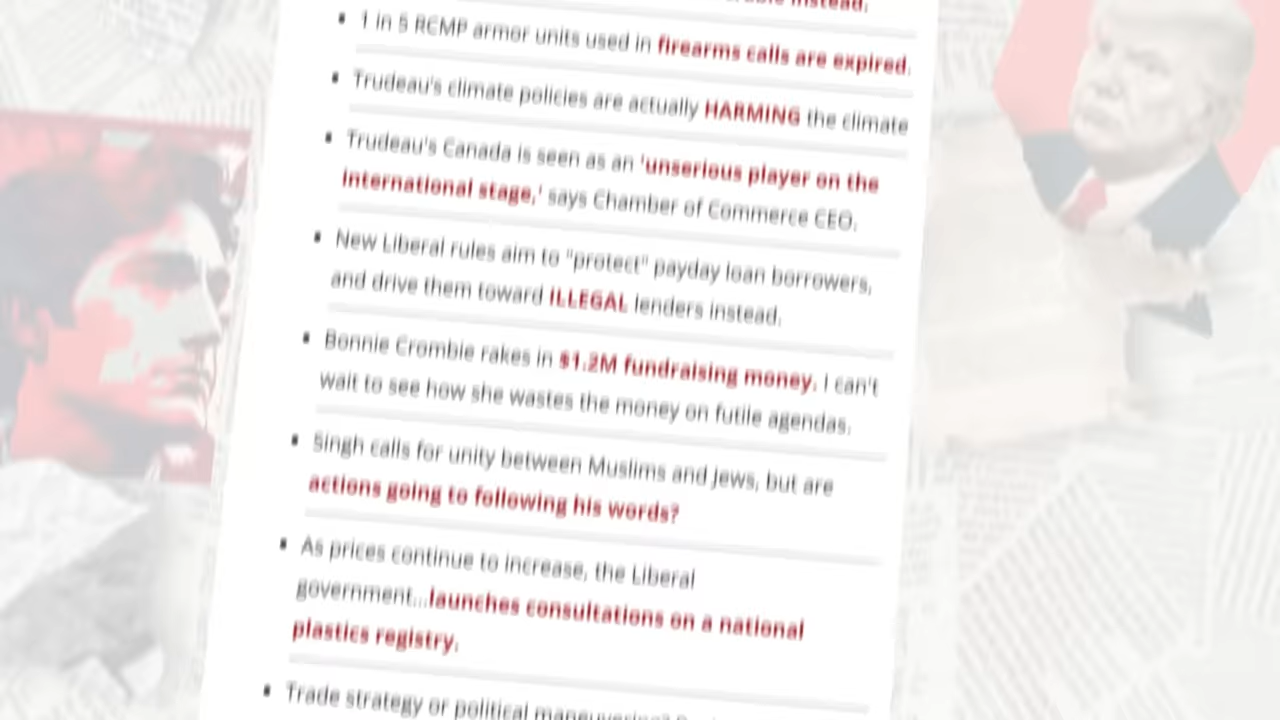 instead.
1 in 5 RCMP armor units used in firearms calls are expired.
Trudeau's climate policies are actually HARMING the climate
Trudeau's Canada is seen as an 'unserious player on the
international stage,' says Chamber of Commerce CEO.
New Liberal rules aim to "protect" payday loan borrowers,
and drive them toward ILLEGAL lenders instead.
Bonnie Crombie rakes in $1.2M fundraising money. I can't
wait to see how she wastes the money on futile agendas.
Singh calls for unity between Muslims and Jews, but are
actions going to following his words?
As prices continue to increase, the Liberal
government...launches consultations on a national
plastics registry.
Trade strategy or political maneuvering?